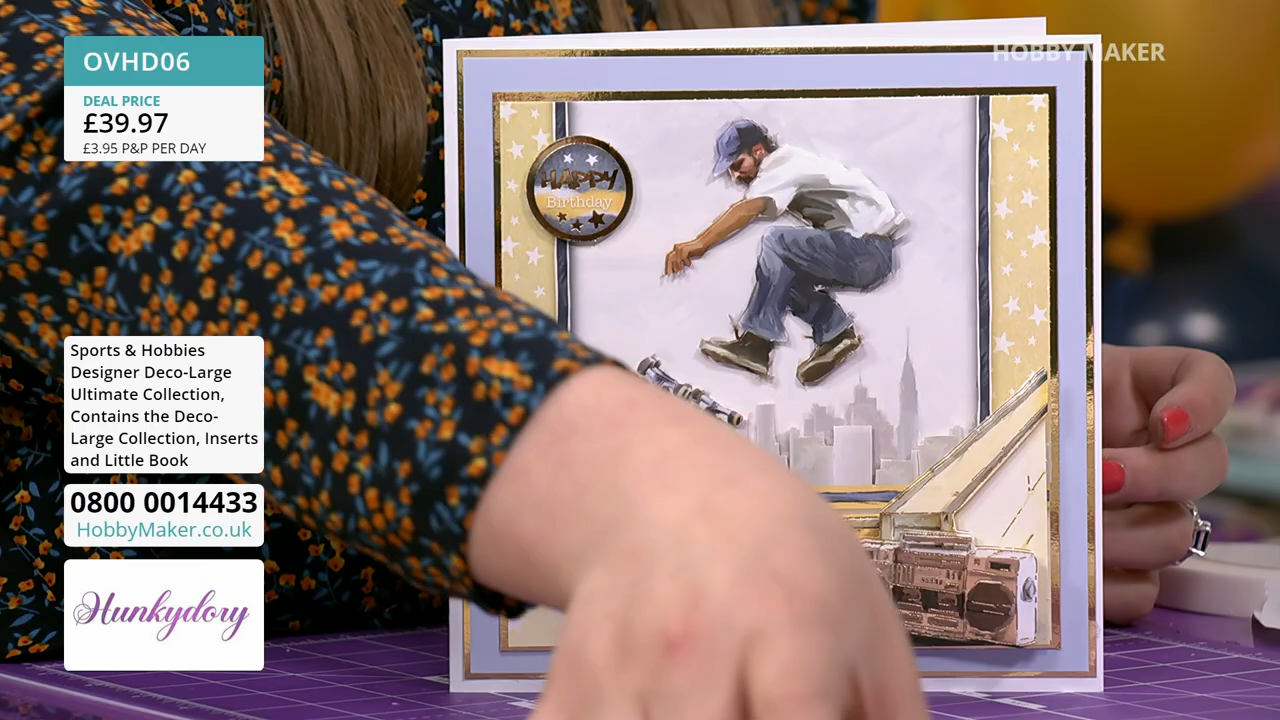 OVHD06
DEAL PRICE
£39.97
£3.95 P&P PER DAY
Sports & Hobbies
Designer Deco-Large
Ultimate Collection,
Contains the Deco-
Large Collection, Inserts
and Little Book
0800 0014433
HobbyMaker.co.uk
Hunkydory
HOBBY MAKER
HAPPY
Birthday